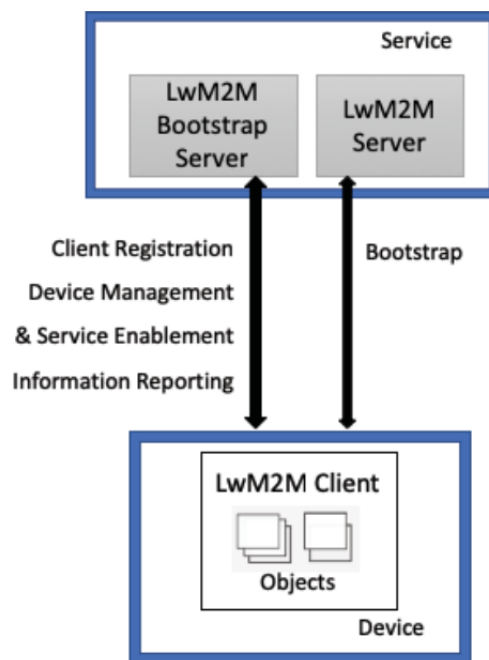 Service
LwM2M
Bootstrap
Server
LwM2M
Server
Client Registration
Device Management
& Service Enablement
Information Reporting
Bootstrap
LwM2M Client
Objects
Device